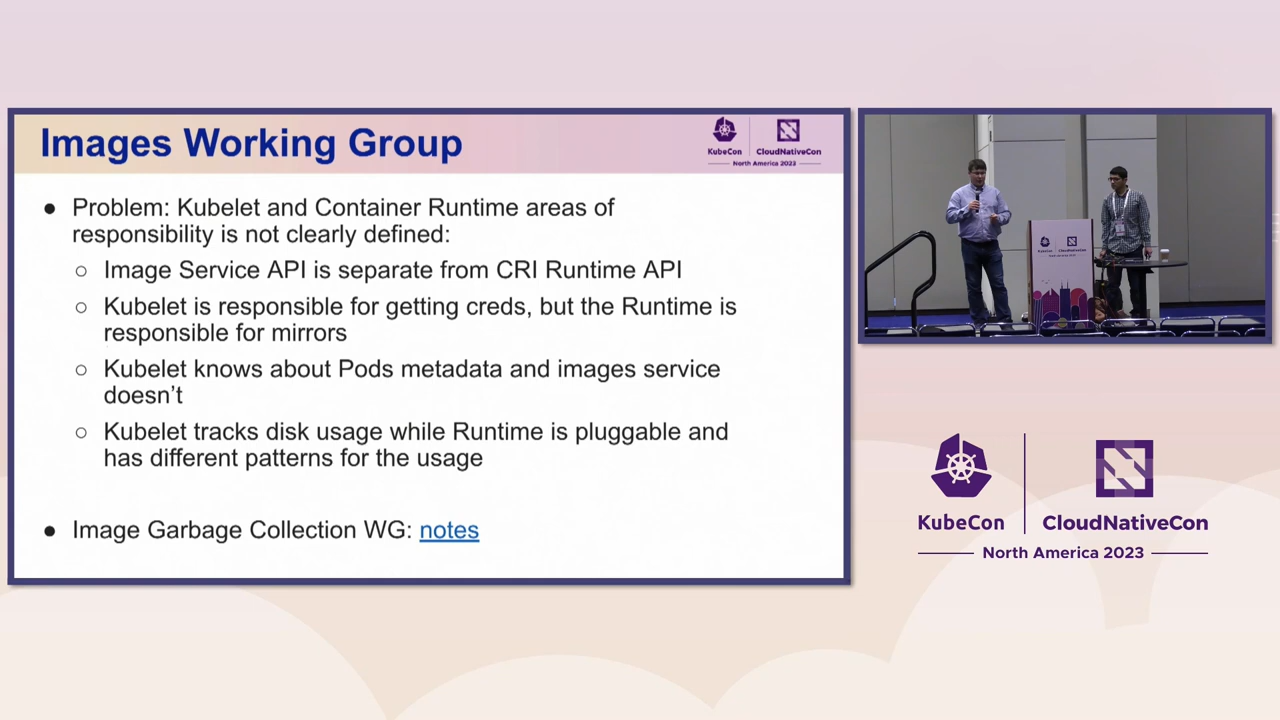 Images Working Group
KubeCon
CloudNativeCon
North America 2023
● Problem: Kubelet and Container Runtime areas of
responsibility is not clearly defined:
○ Image Service API is separate from CRI Runtime API
○ Kubelet is responsible for getting creds, but the Runtime is
responsible for mirrors
○ Kubelet knows about Pods metadata and images service
doesn’t
○ Kubelet tracks disk usage while Runtime is pluggable and
has different patterns for the usage
● Image Garbage Collection WG: notes
KubeCon
CloudNativeCon
North America 2023